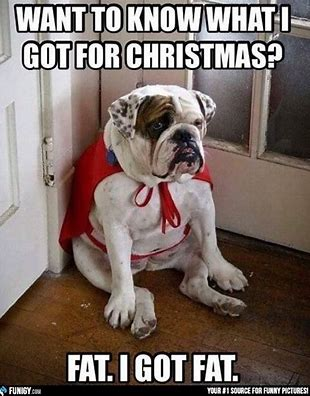 WANT TO KNOW WHAT I
GOT FOR CHRISTMAS?
FAT. I GOT FAT.
FUNIGY.COM
YOUR #1 SOURCE FOR FUNNY PICTURES!